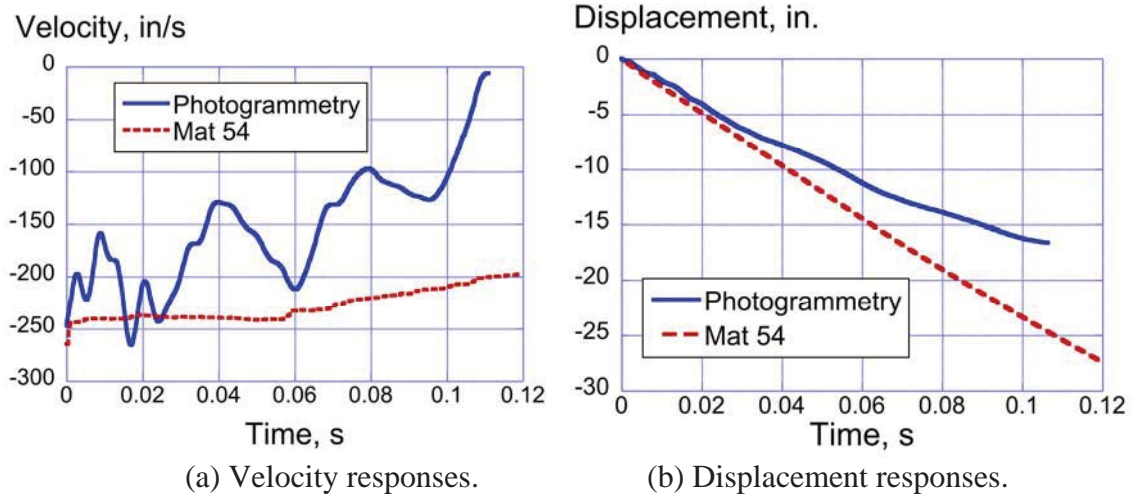 Velocity, in/s
0
-50
-100
-150
-200
-250
-300
Photogrammetry
Mat 54
0 0.02 0.04 0.06 0.08 0.1 0.12
Time, s
(a) Velocity responses.
Displacement, in.
0
-5
-10
-15
-20
-25
-30
Photogrammetry
Mat 54
0 0.02 0.04 0.06 0.08 0.1 0.12
Time, s
(b) Displacement responses.